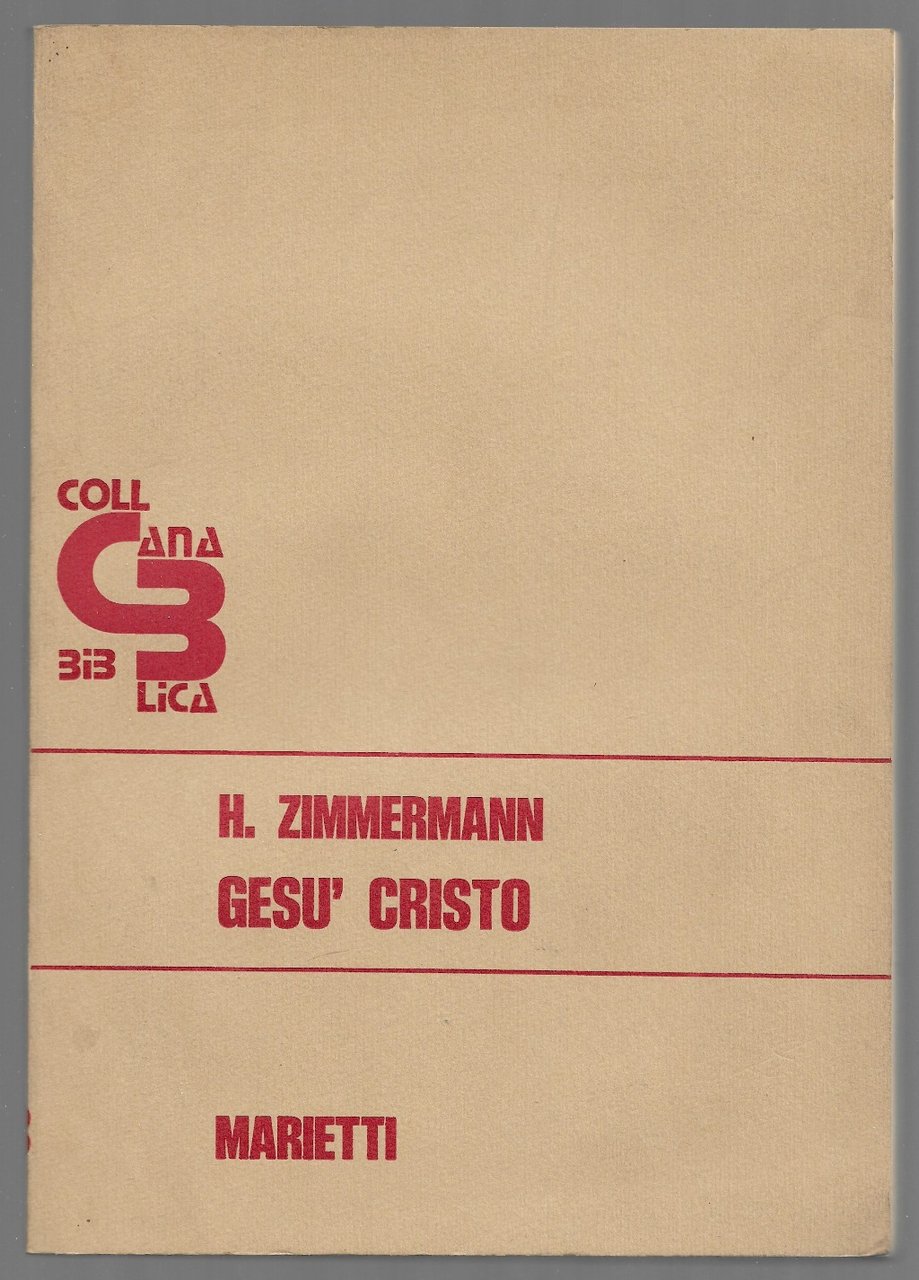 COLL
ANA
BiB
LiCA
H. ZIMMERMANN
GESU' CRISTO
MARIETTI